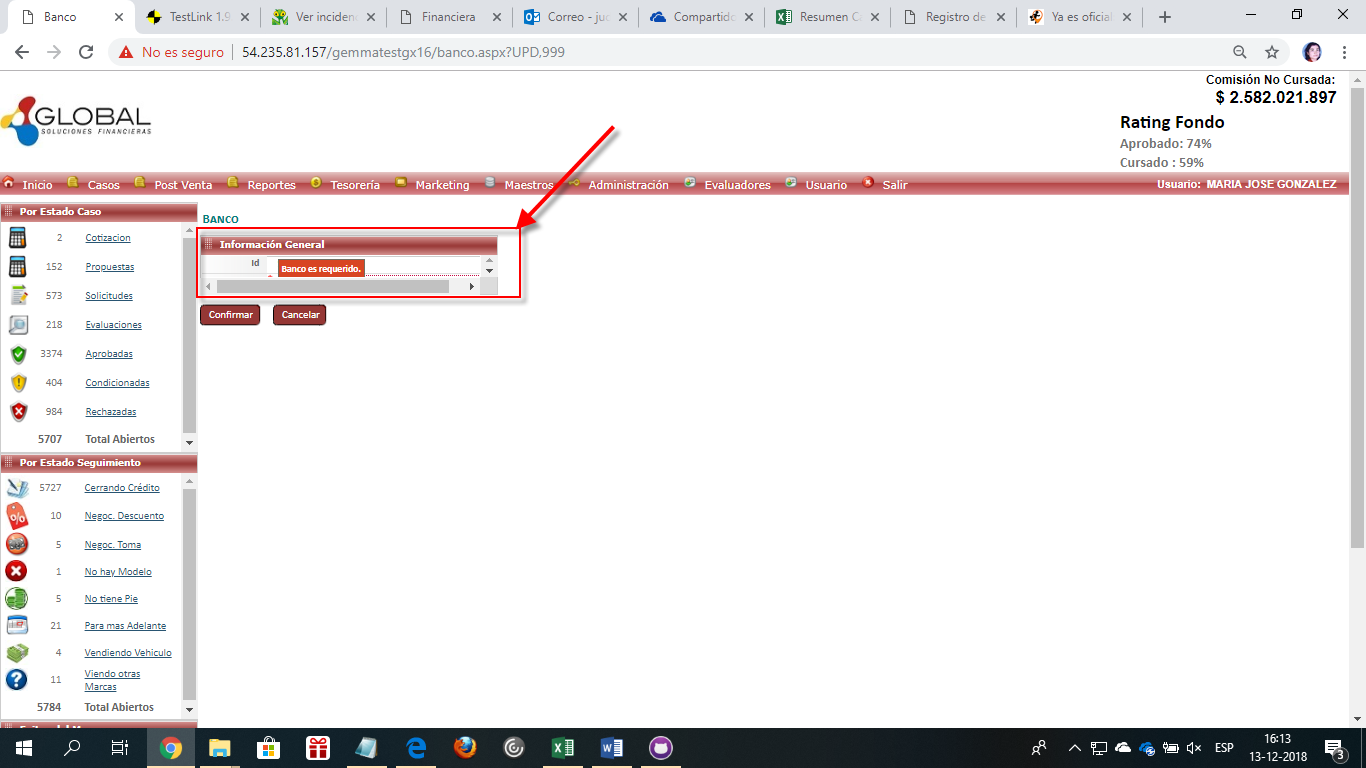 Banco
TestLink 1.9
Ver inciden
Financiera
Correo - juc
Compartido
Resumen C
Registro de
Ya es oficial
No es seguro 54.235.81.157/gemmatestgx16/banco.aspx?UPD,999
Comisión No Cursada:
$ 2.582.021.897
GLOBAL
SOLUCIONES FINANCIERAS
Rating Fondo
Aprobado: 74%
Cursado : 59%
Inicio Casos Post Venta Reportes Tesorería Marketing Maestros Administración Evaluadores Usuario Salir Usuario: MARIA JOSE GONZALEZ
Por Estado Caso
2 Cotizacion
152 Propuestas
573 Solicitudes
218 Evaluaciones
3374 Aprobadas
404 Condicionadas
984 Rechazadas
5707 Total Abiertos
Por Estado Seguimiento
5727 Cerrando Crédito
10 Negoc. Descuento
5 Negoc. Toma
1 No hay Modelo
5 No tiene Pie
21 Para mas Adelante
4 Vendiendo Vehiculo
11 Viendo otras
Marcas
5784 Total Abiertos
BANCO
Información General
Id
Banco es requerido.
Confirmar Cancelar
ESP
16:13
13-12-2018
3